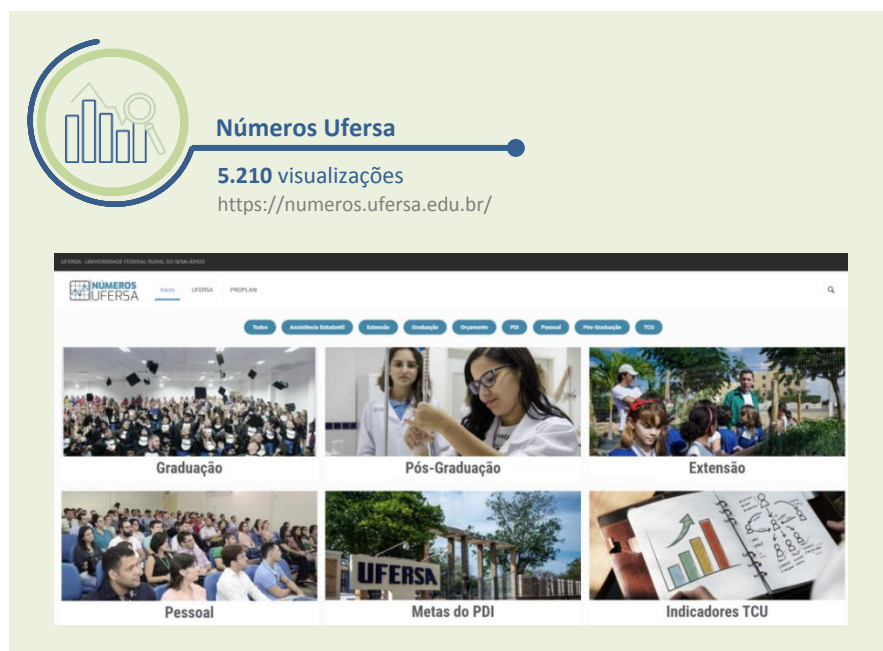 Números Ufersa
5.210 visualizações
https://numeros.ufersa.edu.br/
UFERSA - UNIVERSIDADE FEDERAL RURAL DO SEMI-ÁRIDO
NÚMEROS
UFERSA
Início UFERSA PROPLAN
Todos Assistência Estudantil Extensão Graduação Orçamento PDI Pessoal Pós-Graduação TCU
Graduação Pós-Graduação Extensão
UFERSA
Pessoal Metas do PDI Indicadores TCU